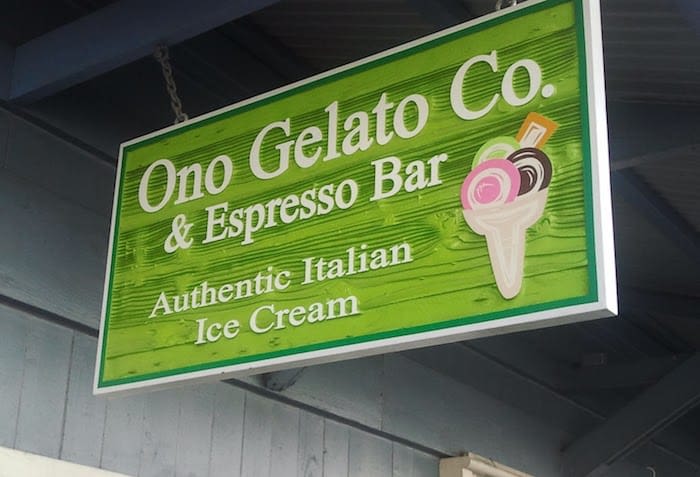 Ono Gelato Co.
& Espresso Bar
Authentic Italian
Ice Cream